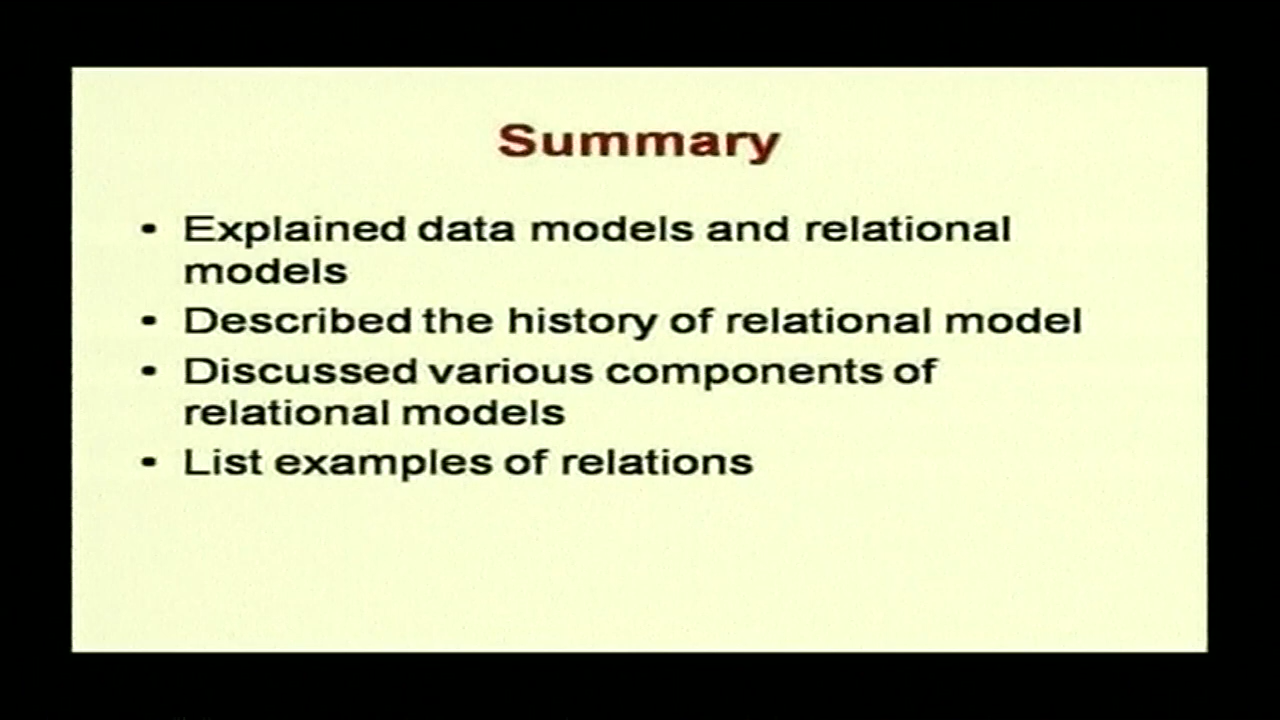 Summary
• Explained data models and relational
models
• Described the history of relational model
• Discussed various components of
relational models
• List examples of relations